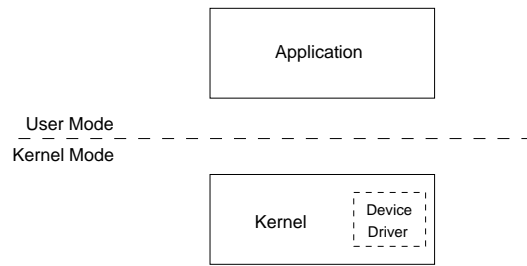 Application
User Mode
Kernel Mode
Kernel
Device
Driver